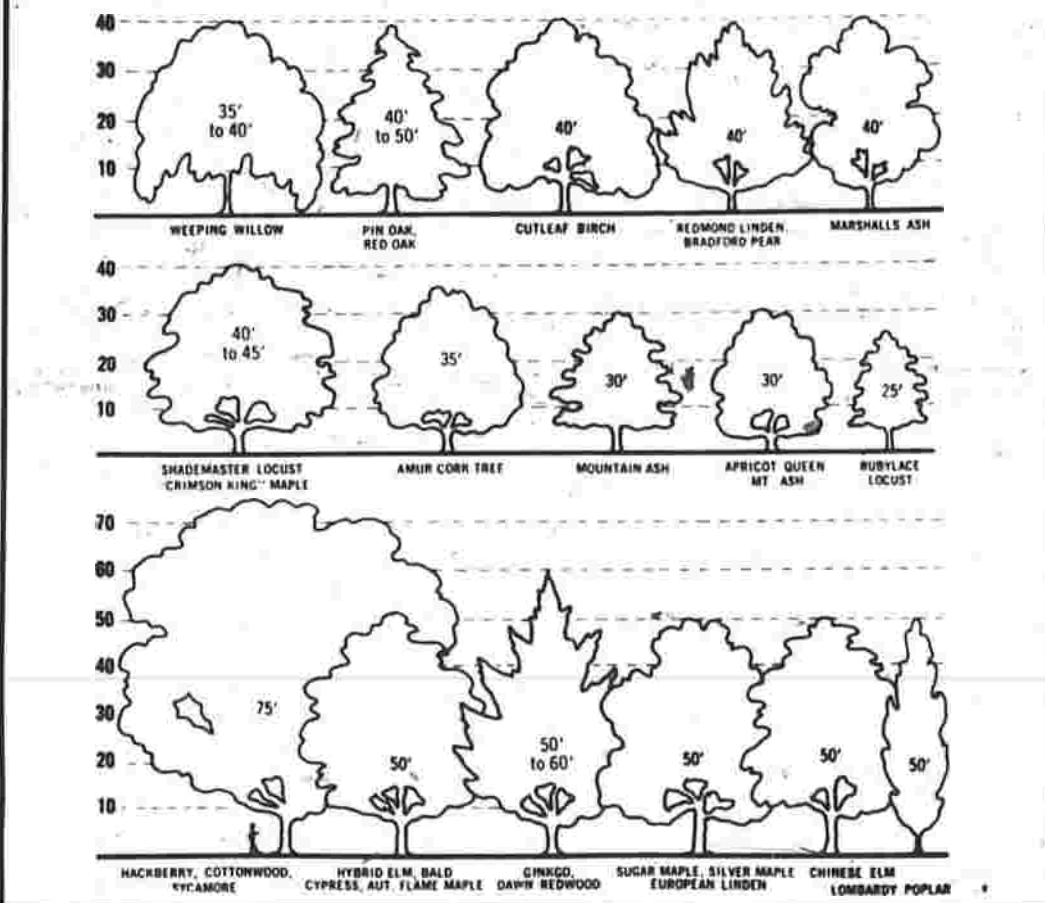 40
30
20
10
35'
to 40'
40'
to 50'
40'
40'
40'
WEEPING WILLOW
PIN OAK,
RED OAK
CUTLEAF BIRCH
REDMOND LINDEN,
BRADFORD PEAR
MARSHALLS ASH
40
30
20
10
40'
to 45'
35'
30'
30'
25'
SHADEMASTER LOCUST
"CRIMSON KING" MAPLE
AMUR CORK TREE
MOUNTAIN ASH
APRICOT QUEEN
MT ASH
RUBYLACE
LOCUST
70
60
50
40
30
20
10
75'
50'
50'
to 60'
50'
50'
50'
HACKBERRY, COTTONWOOD,
SYCAMORE
HYBRID ELM, BALD
CYPRESS, AUT. FLAME MAPLE
GINKGO,
DAWN REDWOOD
SUGAR MAPLE, SILVER MAPLE
EUROPEAN LINDEN
CHINESE ELM
LOMBARDY POPLAR